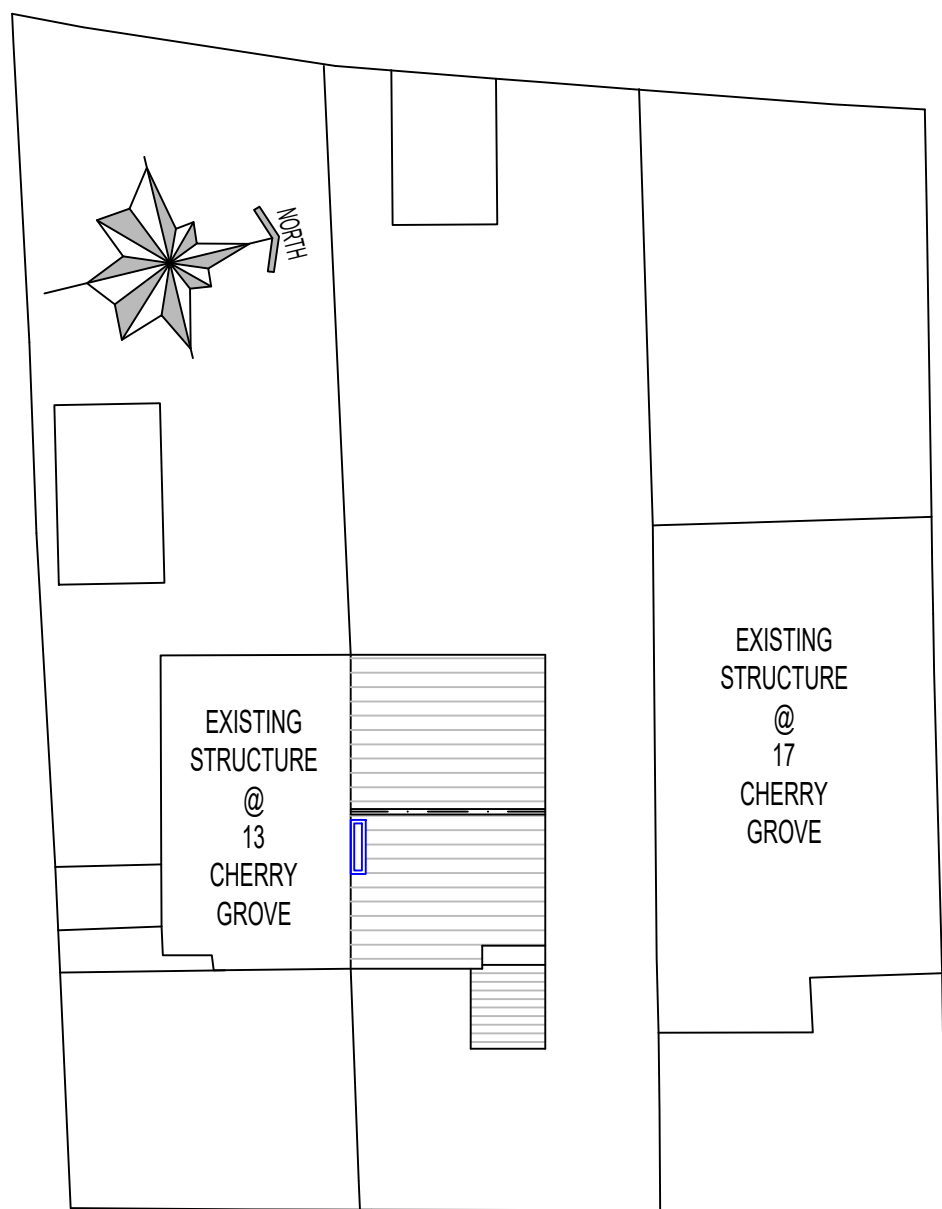 NORTH
EXISTING
STRUCTURE
@
13
CHERRY
GROVE
EXISTING
STRUCTURE
@
17
CHERRY
GROVE